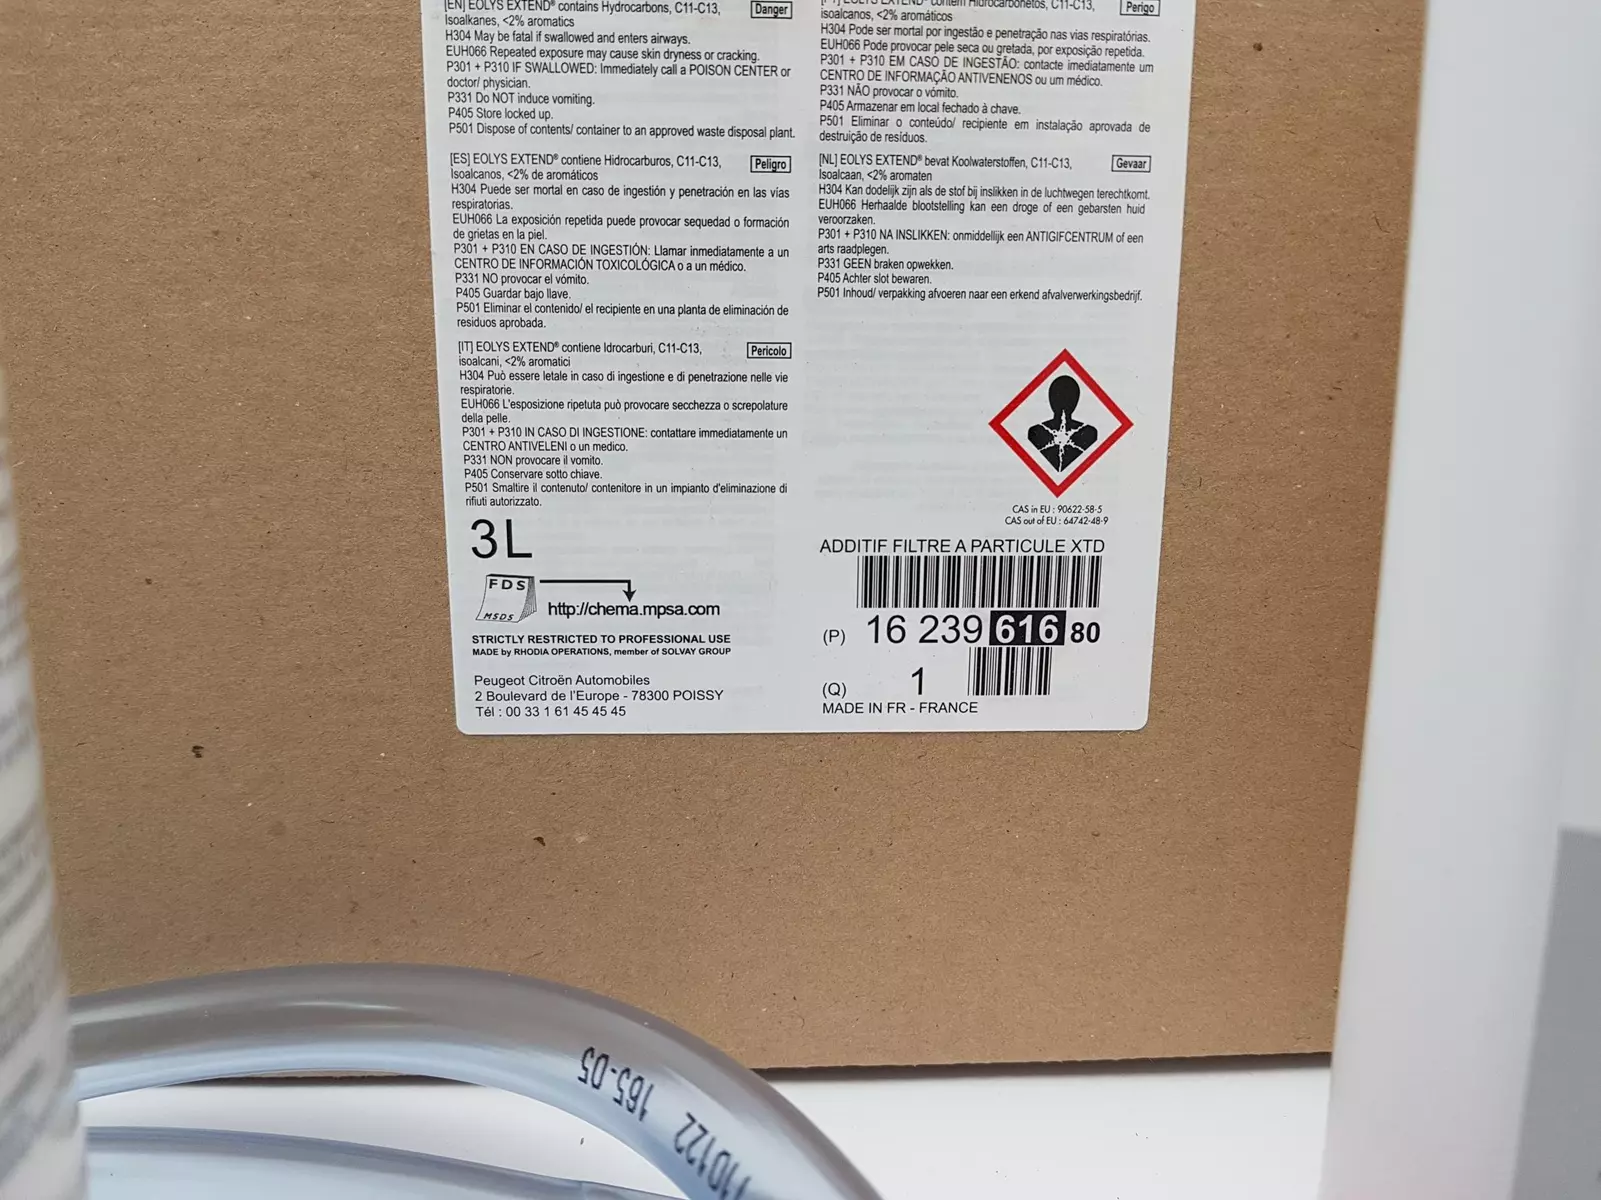 [EN] EOLYS EXTEND® contains Hydrocarbons, C11-C13, Danger
Isoalkanes, <2% aromatics
H304 May be fatal if swallowed and enters airways.
EUH066 Repeated exposure may cause skin dryness or cracking.
P301 + P310 IF SWALLOWED: Immediately call a POISON CENTER or
doctor/ physician.
P331 Do NOT induce vomiting.
P405 Store locked up.
P501 Dispose of contents/ container to an approved waste disposal plant.
[ES] EOLYS EXTEND® contiene Hidrocarburos, C11-C13, Peligro
Isoalcanos, <2% de aromáticos
H304 Puede ser mortal en caso de ingestión y penetración en las vías
respiratorias.
EUH066 La exposición repetida puede provocar sequedad o formación
de grietas en la piel.
P301 + P310 EN CASO DE INGESTIÓN: Llamar inmediatamente a un
CENTRO DE INFORMACIÓN TOXICOLÓGICA o a un médico.
P331 NO provocar el vómito.
P405 Guardar bajo llave.
P501 Eliminar el contenido/ el recipiente en una planta de eliminación de
residuos aprobada.
[IT] EOLYS EXTEND® contiene Idrocarburi, C11-C13, Pericolo
isoalcani, <2% aromatici
H304 Può essere letale in caso di ingestione e di penetrazione nelle vie
respiratorie.
EUH066 L'esposizione ripetuta può provocare secchezza o screpolature
della pelle.
P301 + P310 IN CASO DI INGESTIONE: contattare immediatamente un
CENTRO ANTIVELENI o un medico.
P331 NON provocare il vomito.
P405 Conservare sotto chiave.
P501 Smaltire il contenuto/ contenitore in un impianto d'eliminazione di
rifiuti autorizzato.
3L
FDS
MSDS
http://chema.mpsa.com
STRICTLY RESTRICTED TO PROFESSIONAL USE
MADE by RHODIA OPERATIONS, member of SOLVAY GROUP
Peugeot Citroën Automobiles
2 Boulevard de l'Europe - 78300 POISSY
Tél : 00 33 1 61 45 45 45
EOLYS EXTEND® contém Hidrocarbonetos, C11-C13, Perigo
isoalcanos, <2% aromáticos
H304 Pode ser mortal por ingestão e penetração nas vias respiratórias.
EUH066 Pode provocar pele seca ou gretada, por exposição repetida.
P301 + P310 EM CASO DE INGESTÃO: contacte imediatamente um
CENTRO DE INFORMAÇÃO ANTIVENENOS ou um médico.
P331 NÃO provocar o vómito.
P405 Armazenar em local fechado à chave.
P501 Eliminar o conteúdo/ recipiente em instalação aprovada de
destruição de resíduos.
[NL] EOLYS EXTEND® bevat Koolwaterstoffen, C11-C13, Gevaar
Isoalcaan, <2% aromaten
H304 Kan dodelijk zijn als de stof bij inslikken in de luchtwegen terechtkomt.
EUH066 Herhaalde blootstelling kan een droge of een gebarsten huid
veroorzaken.
P301 + P310 NA INSLIKKEN: onmiddellijk een ANTIGIFCENTRUM of een
arts raadplegen.
P331 GEEN braken opwekken.
P405 Achter slot bewaren.
P501 Inhoud/ verpakking afvoeren naar een erkend afvalverwerkingsbedrijf.
CAS in EU : 90622-58-5
CAS out of EU : 64742-48-9
ADDITIF FILTRE A PARTICULE XTD
(P) 16 239 616 80
(Q) 1
MADE IN FR - FRANCE
165-05